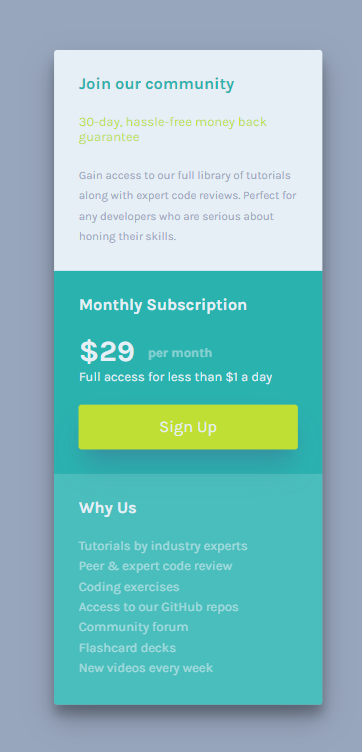 Join our community
30-day, hassle-free money back
guarantee
Gain access to our full library of tutorials
along with expert code reviews. Perfect for
any developers who are serious about
honing their skills.
Monthly Subscription
$29 per month
Full access for less than $1 a day
Sign Up
Why Us
Tutorials by industry experts
Peer & expert code review
Coding exercises
Access to our GitHub repos
Community forum
Flashcard decks
New videos every week